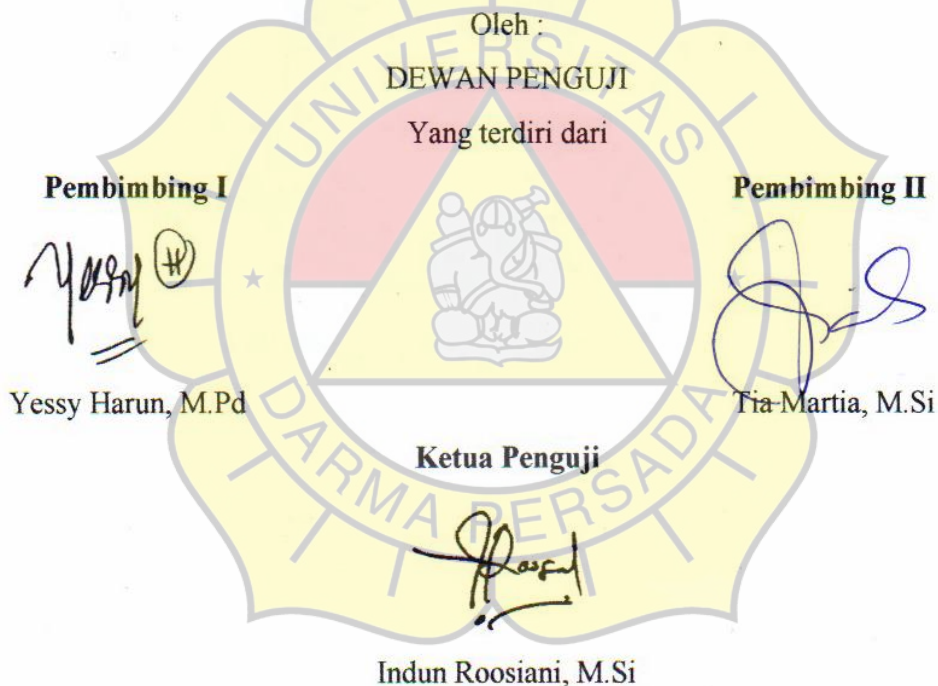 Oleh :
DEWAN PENGUJI
Yang terdiri dari
Pembimbing I
Pembimbing II
Yessy Harun, M.Pd
Tia Martia, M.Si
Ketua Penguji
Indun Roosiani, M.Si
UNIVERSITAS
DARMA PERSADA